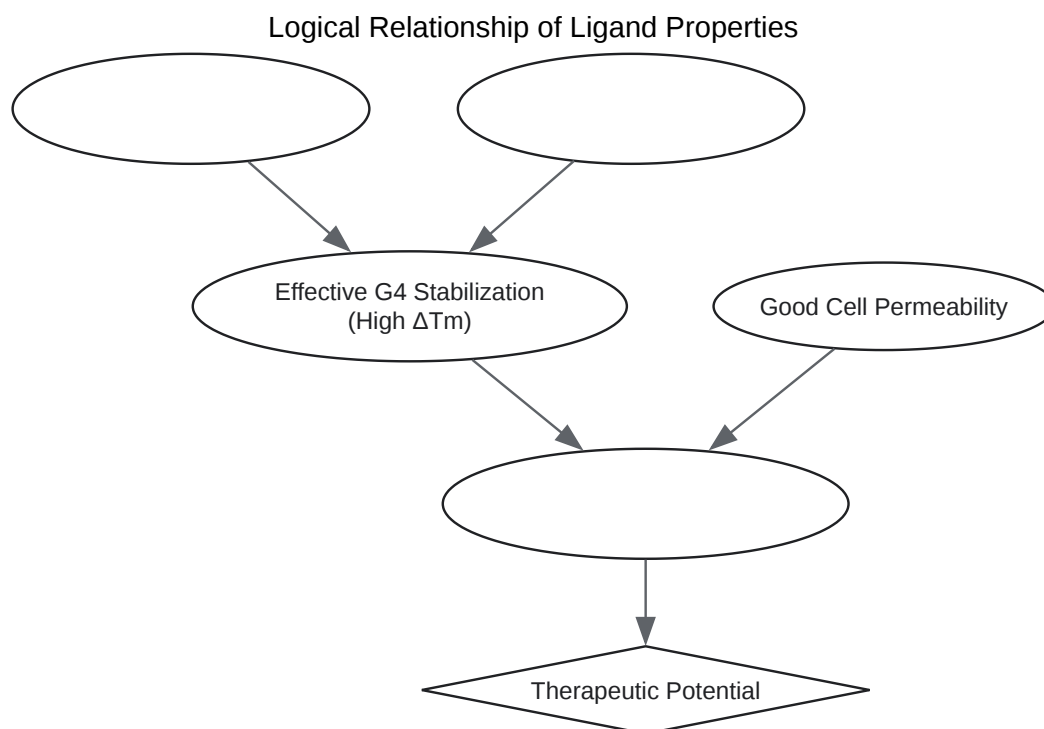 Logical Relationship of Ligand Properties
Effective G4 Stabilization
(High ΔTm)
Good Cell Permeability
Therapeutic Potential